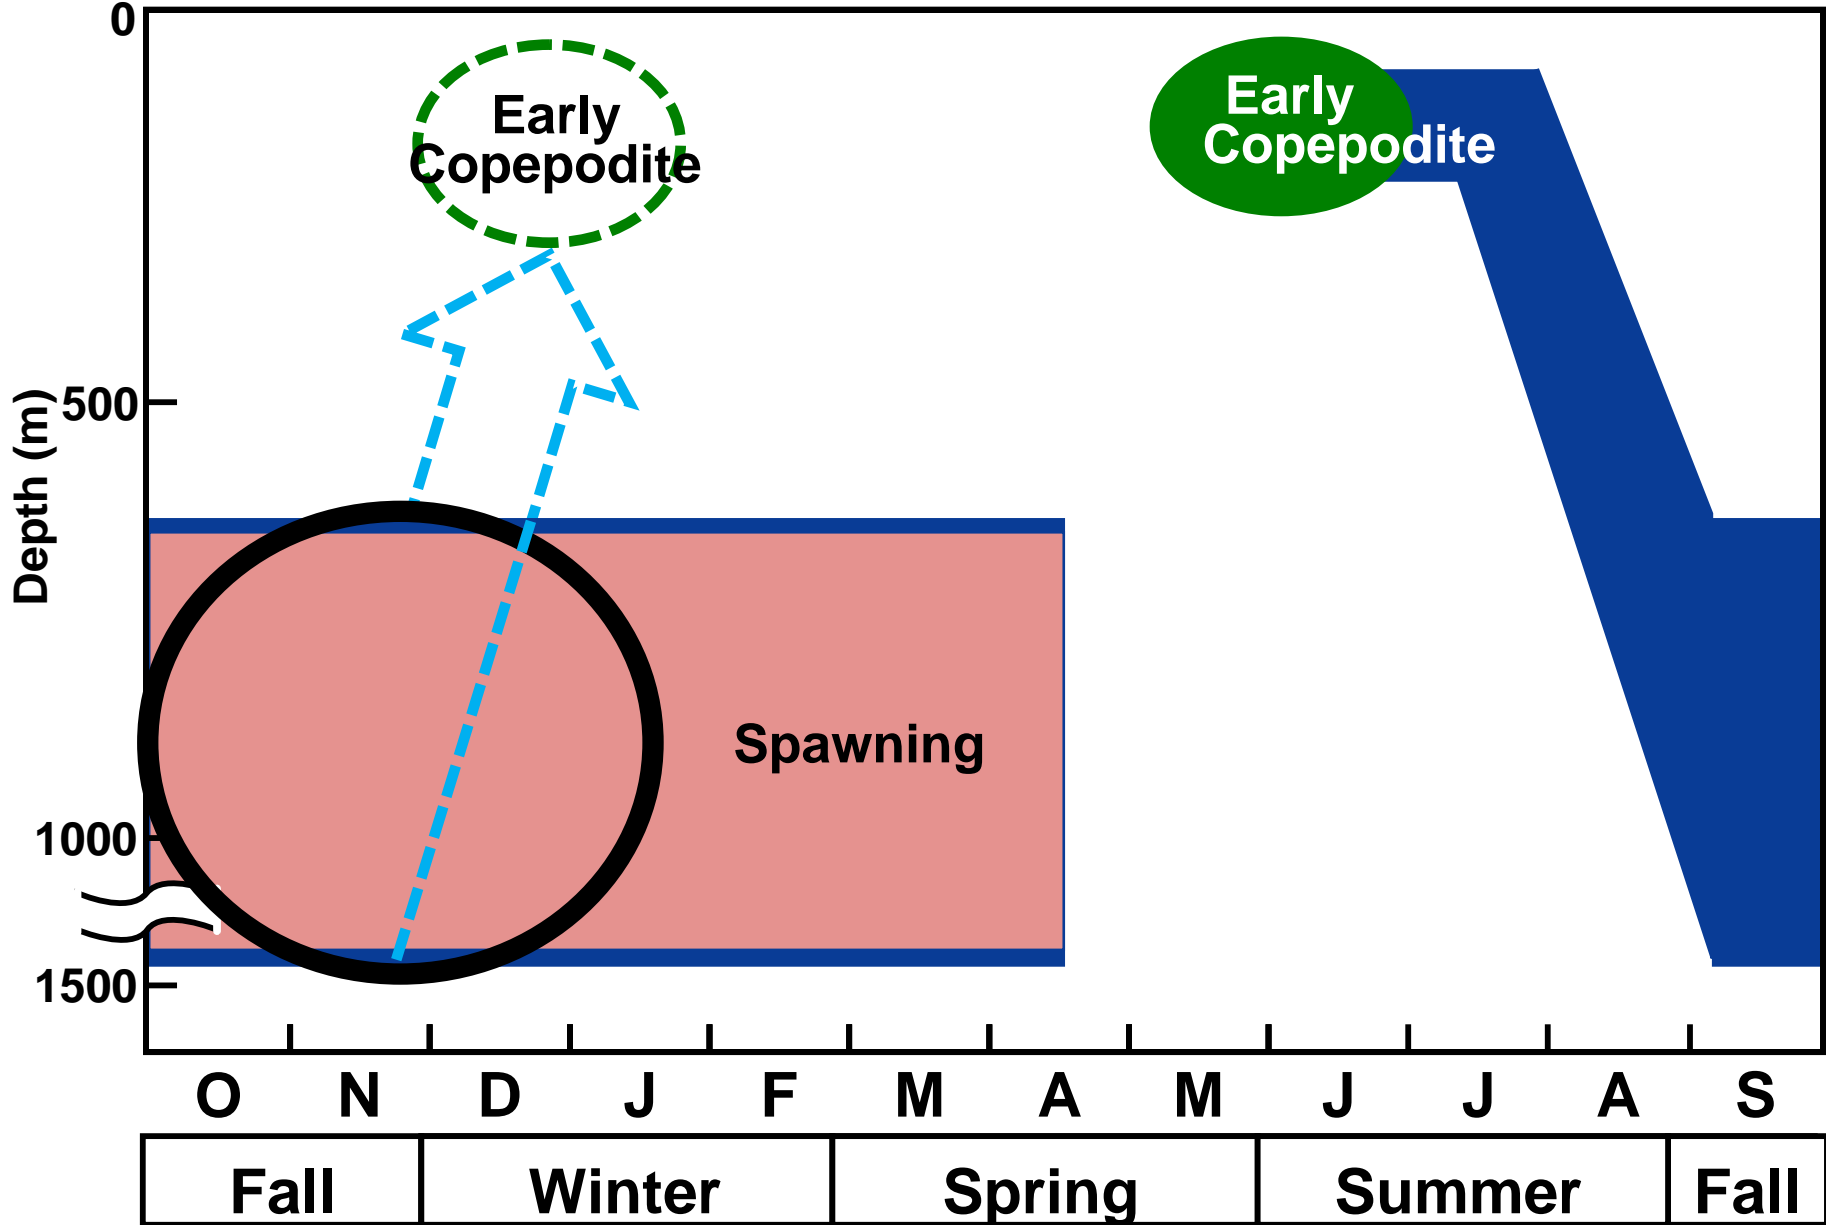 0
Early
Copepodite
Early
Copepodite
500
Depth (m)
Spawning
1000
1500
O N D J F M A M J J A S
Fall Winter Spring Summer Fall